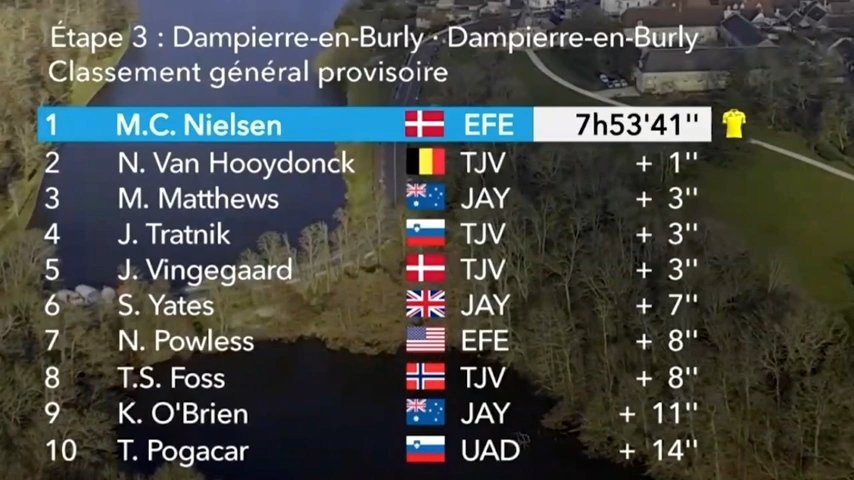 Étape 3 : Dampierre-en-Burly · Dampierre-en-Burly
Classement général provisoire
1 M.C. Nielsen EFE 7h53'41''
2 N. Van Hooydonck TJV + 1''
3 M. Matthews JAY + 3''
4 J. Tratnik TJV + 3''
5 J. Vingegaard TJV + 3''
6 S. Yates JAY + 7''
7 N. Powless EFE + 8''
8 T.S. Foss TJV + 8''
9 K. O'Brien JAY + 11''
10 T. Pogacar UAD + 14''